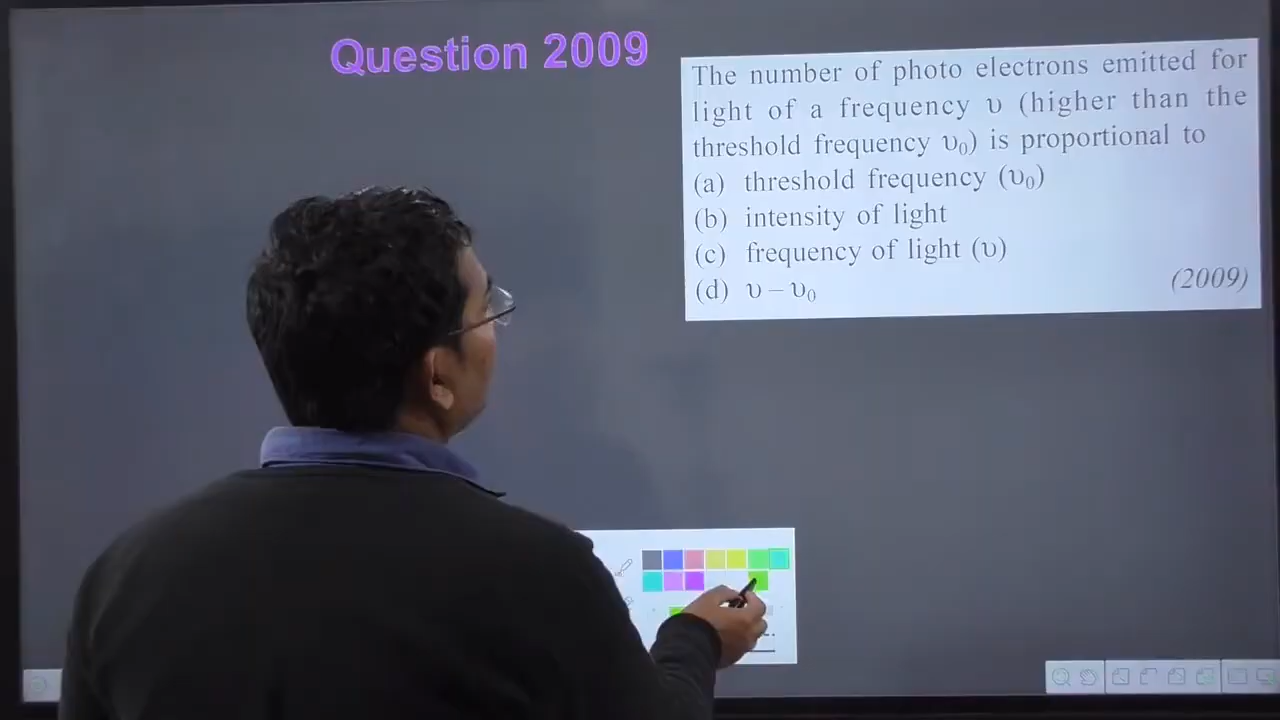 Question 2009
The number of photo electrons emitted for
light of a frequency υ (higher than the
threshold frequency υ₀) is proportional to
(a) threshold frequency (υ₀)
(b) intensity of light
(c) frequency of light (υ)
(d) υ – υ₀
(2009)